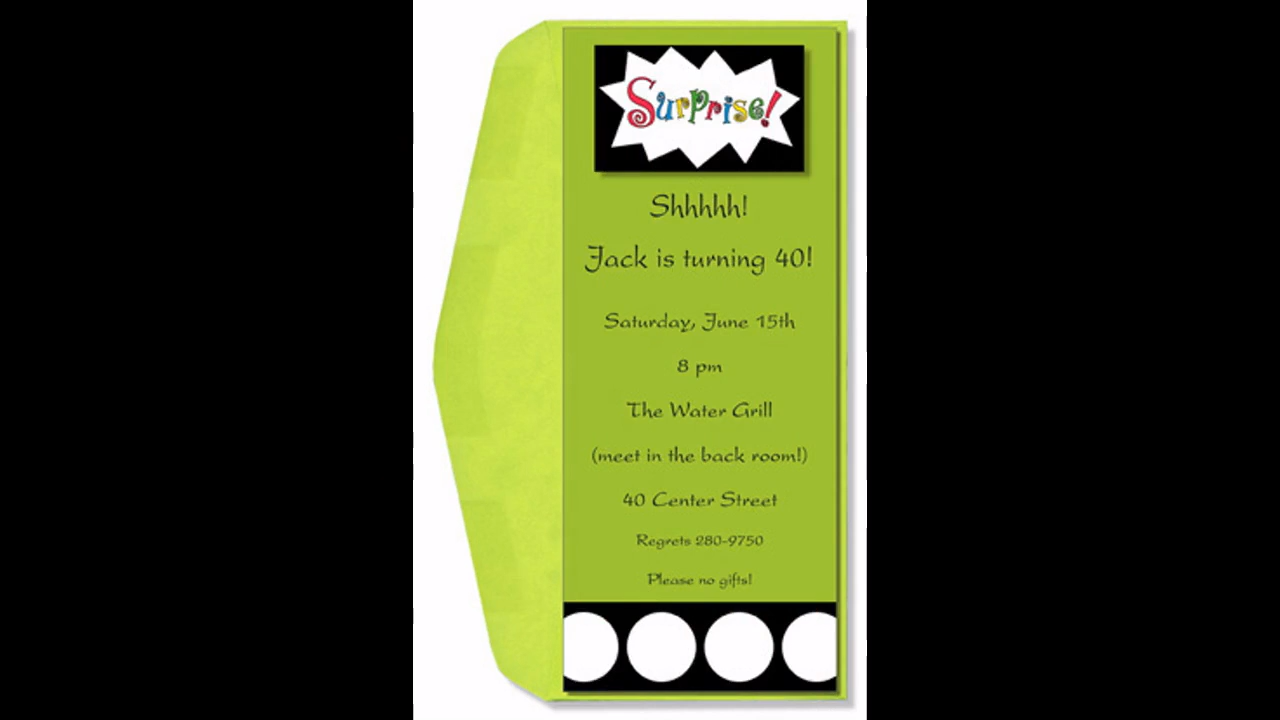 Surprise!
Shhhhh!
Jack is turning 40!
Saturday, June 15th
8 pm
The Water Grill
(meet in the back room!)
40 Center Street
Regrets 280-9750
Please no gifts!